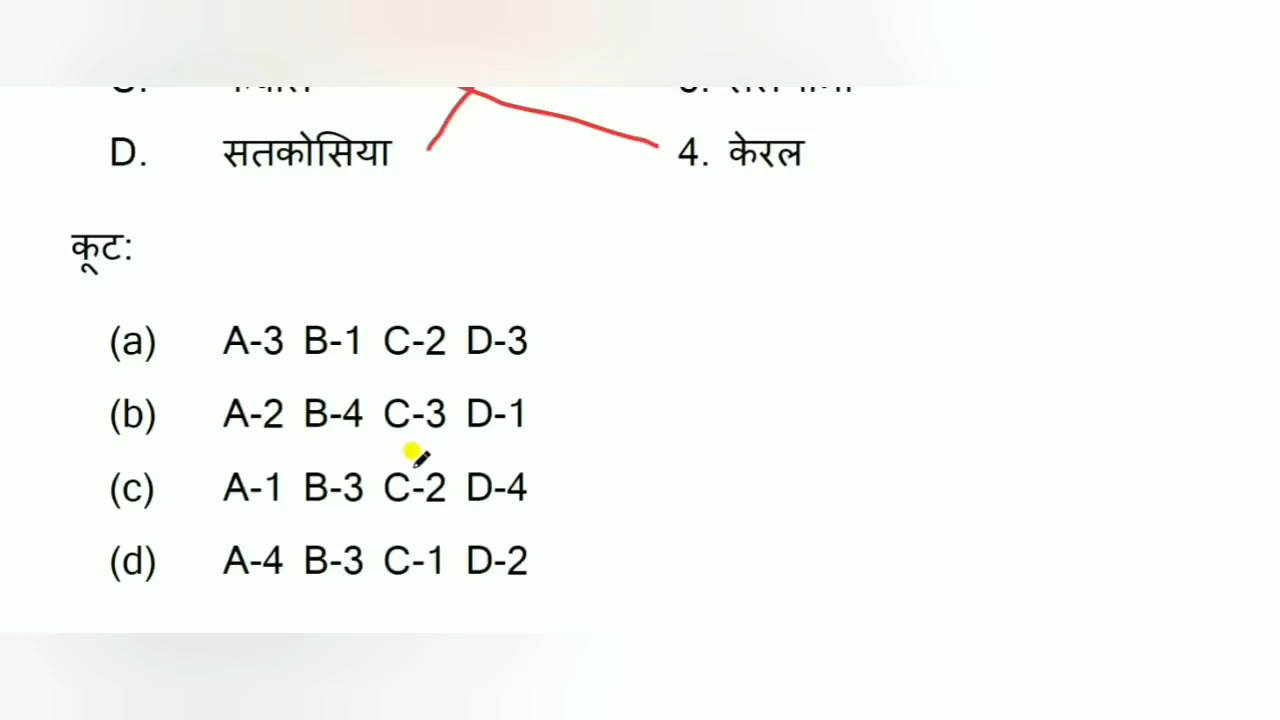 D. सतकोसिया 4. केरल
कूट:
(a) A-3 B-1 C-2 D-3
(b) A-2 B-4 C-3 D-1
(c) A-1 B-3 C-2 D-4
(d) A-4 B-3 C-1 D-2